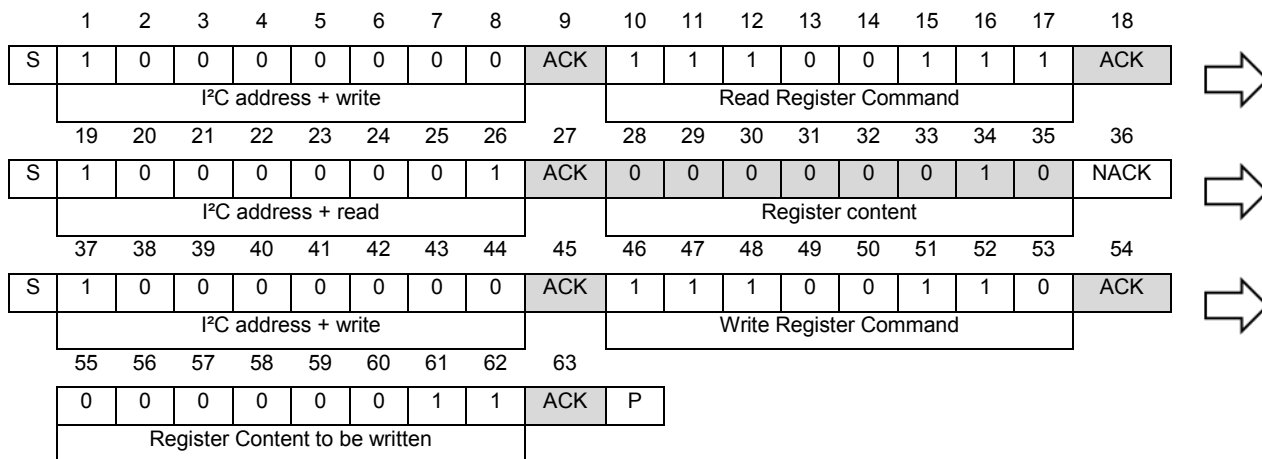 1 2 3 4 5 6 7 8 9 10 11 12 13 14 15 16 17 18
S 1 0 0 0 0 0 0 0 ACK 1 1 1 0 0 1 1 1 ACK
I²C address + write Read Register Command
19 20 21 22 23 24 25 26 27 28 29 30 31 32 33 34 35 36
S 1 0 0 0 0 0 0 1 ACK 0 0 0 0 0 0 1 0 NACK
I²C address + read Register content
37 38 39 40 41 42 43 44 45 46 47 48 49 50 51 52 53 54
S 1 0 0 0 0 0 0 0 ACK 1 1 1 0 0 1 1 0 ACK
I²C address + write Write Register Command
55 56 57 58 59 60 61 62 63
0 0 0 0 0 0 1 1 ACK P
Register Content to be written